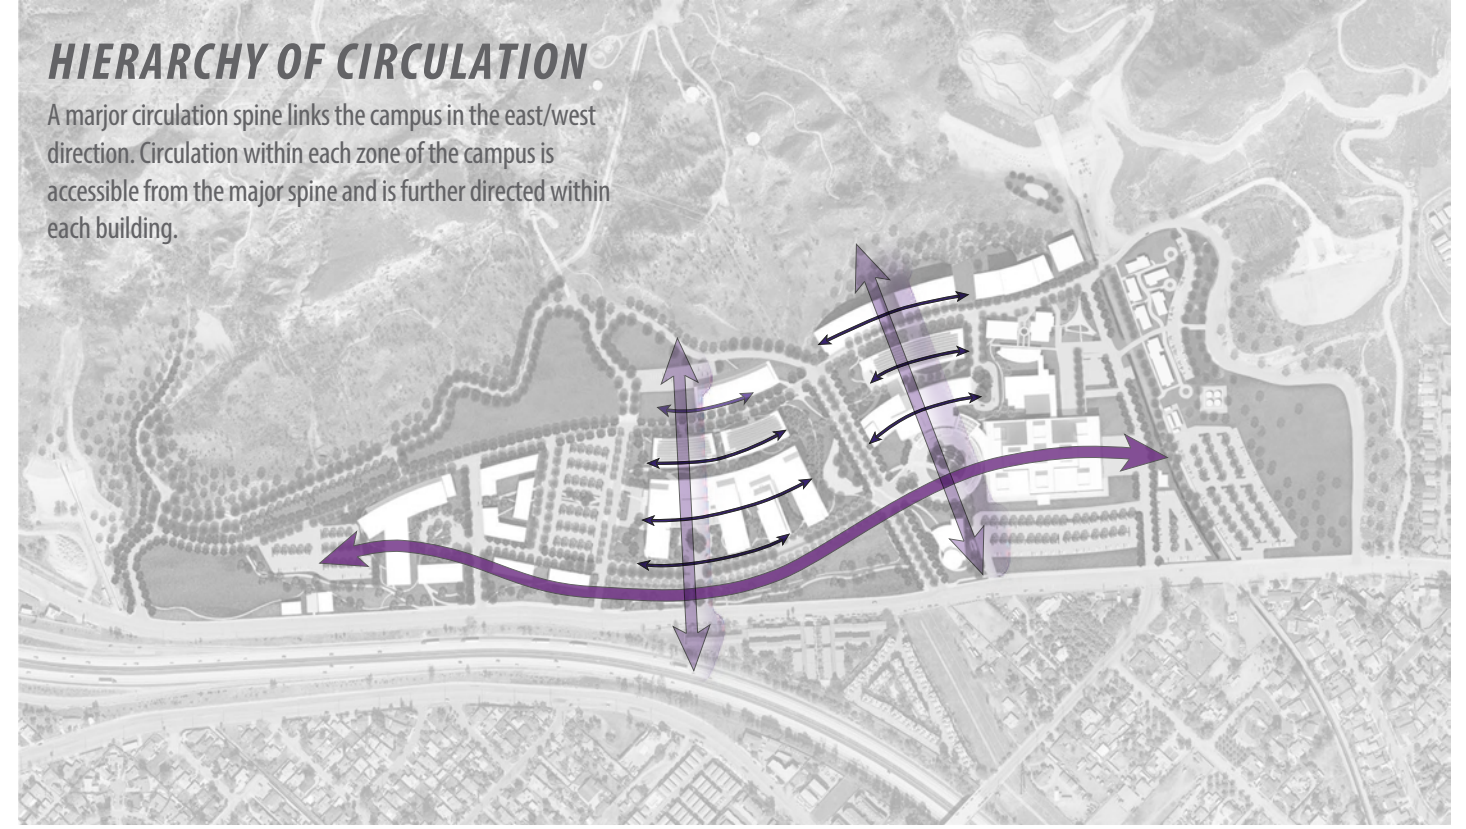 HIERARCHY OF CIRCULATION
A marjor circulation spine links the campus in the east/west
direction. Circulation within each zone of the campus is
accessible from the major spine and is further directed within
each building.